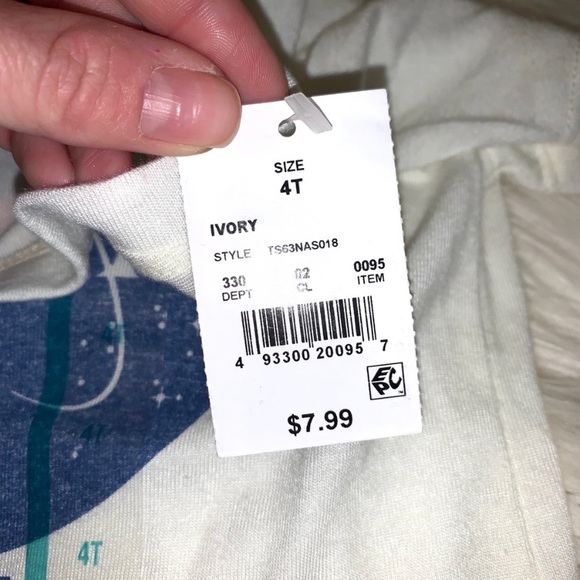 SIZE
4T
IVORY
STYLE TS63NAS018
330 02 0095
DEPT CL ITEM
4 93300 20095 7
EPC
$7.99
4T
4T
4T